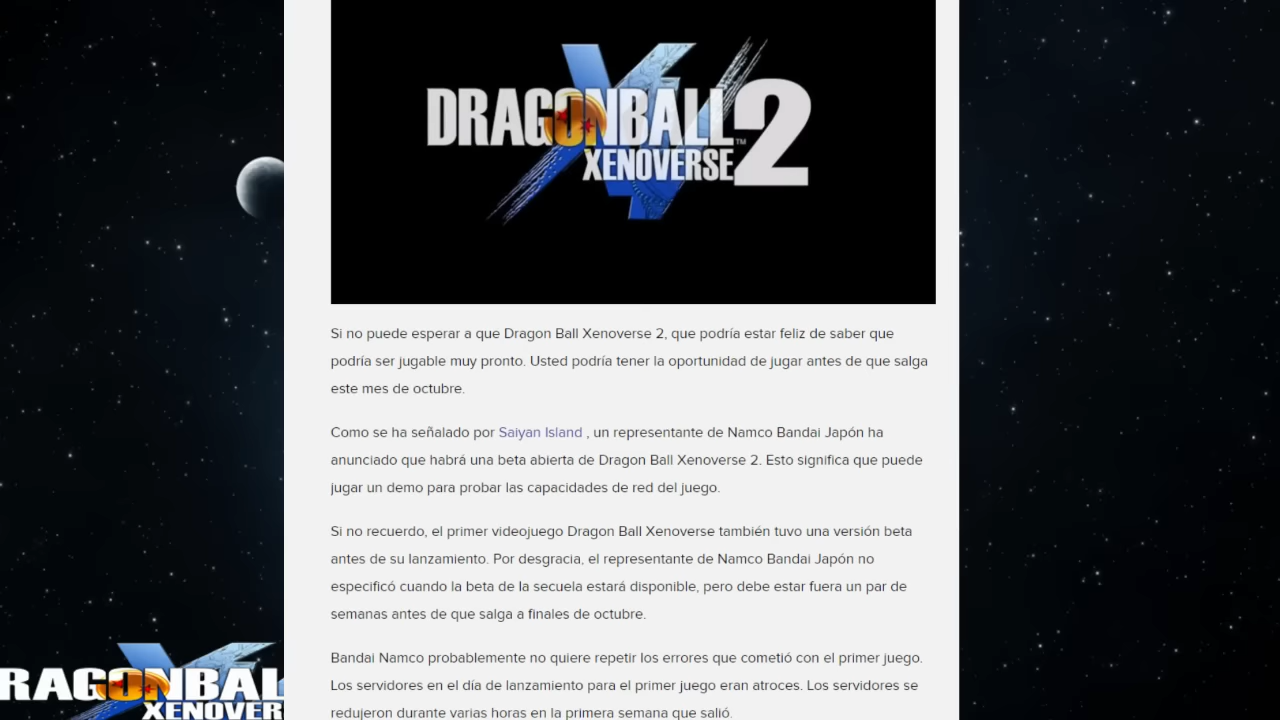 DRAGONBALL
XENOVERSE 2
™
Si no puede esperar a que Dragon Ball Xenoverse 2, que podría estar feliz de saber que
podría ser jugable muy pronto. Usted podría tener la oportunidad de jugar antes de que salga
este mes de octubre.
Como se ha señalado por Saiyan Island , un representante de Namco Bandai Japón ha
anunciado que habrá una beta abierta de Dragon Ball Xenoverse 2. Esto significa que puede
jugar un demo para probar las capacidades de red del juego.
Si no recuerdo, el primer videojuego Dragon Ball Xenoverse también tuvo una versión beta
antes de su lanzamiento. Por desgracia, el representante de Namco Bandai Japón no
especificó cuando la beta de la secuela estará disponible, pero debe estar fuera un par de
semanas antes de que salga a finales de octubre.
Bandai Namco probablemente no quiere repetir los errores que cometió con el primer juego.
Los servidores en el día de lanzamiento para el primer juego eran atroces. Los servidores se
redujeron durante varias horas en la primera semana que salió.
RAGONBAL
XENOVER